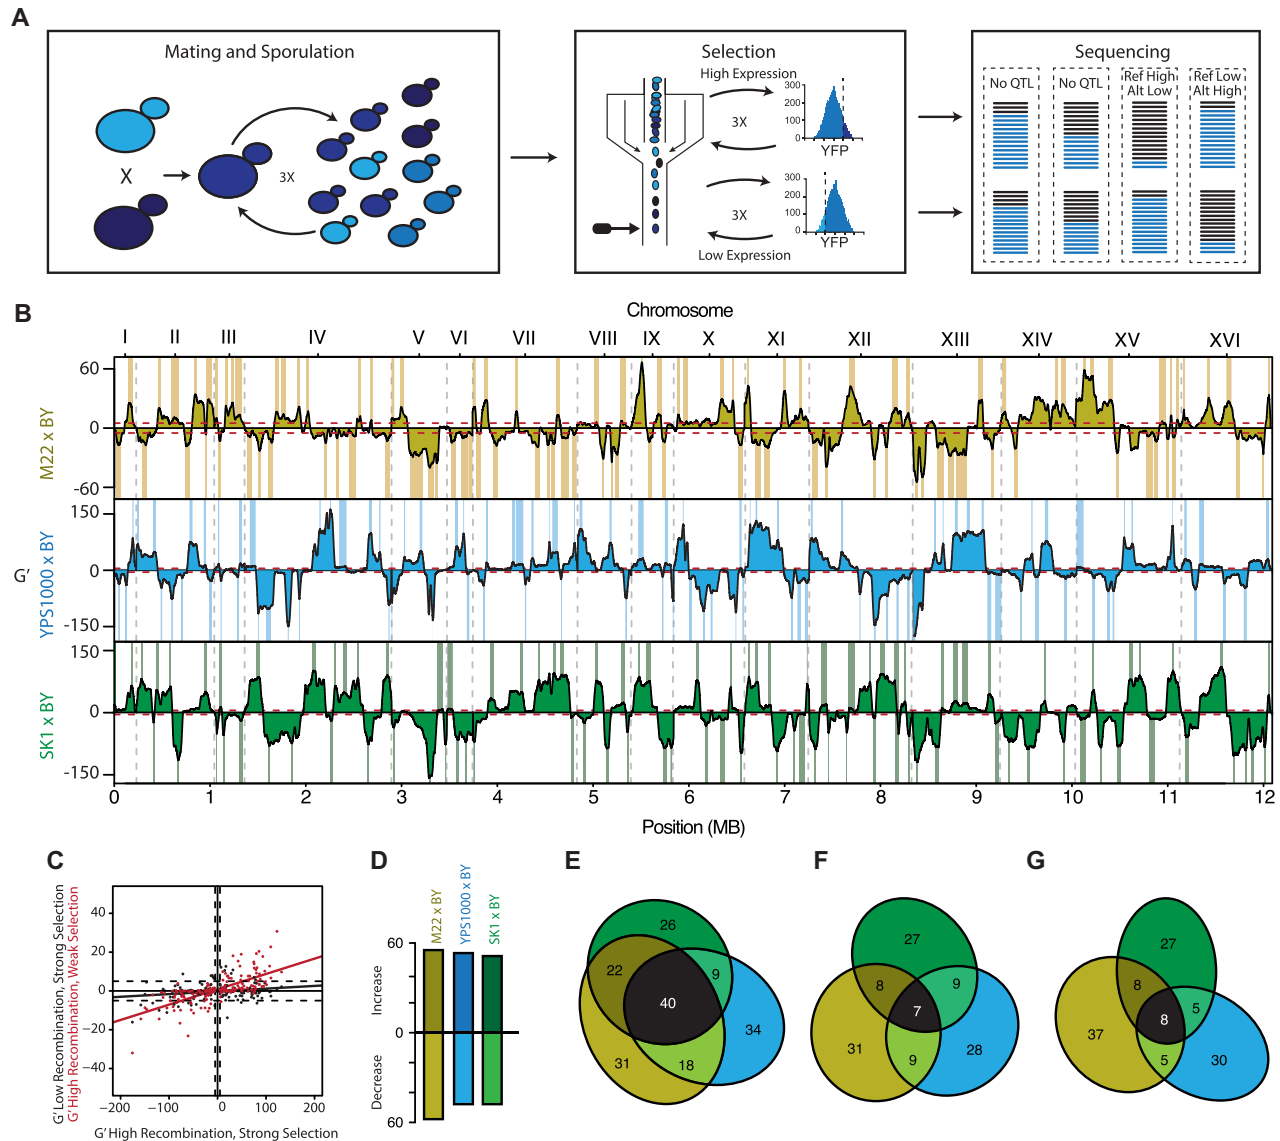 A
Mating and Sporulation
X
3X
Selection
High Expression
3X
300
200
100
0
YFP
3X
300
200
100
0
YFP
Low Expression
Sequencing
No QTL
No QTL
Ref High
Alt Low
Ref Low
Alt High
B
Chromosome
I II III IV V VI VII VIII IX X XI XII XIII XIV XV XVI
M22 x BY
60
0
-60
G′
YPS1000 x BY
150
0
-150
SK1 x BY
150
0
-150
0 1 2 3 4 5 6 7 8 9 10 11 12
Position (MB)
C
G′ Low Recombination, Strong Selection
G′ High Recombination, Weak Selection
40
20
0
−20
−40
−200 −100 0 100 200
G′ High Recombination, Strong Selection
D
M22 x BY
YPS1000 x BY
SK1 x BY
Increase
Decrease
60
0
60
E
26
22
9
40
34
31
18
F
27
8
9
7
31
28
9
G
27
8
5
8
37
30
5